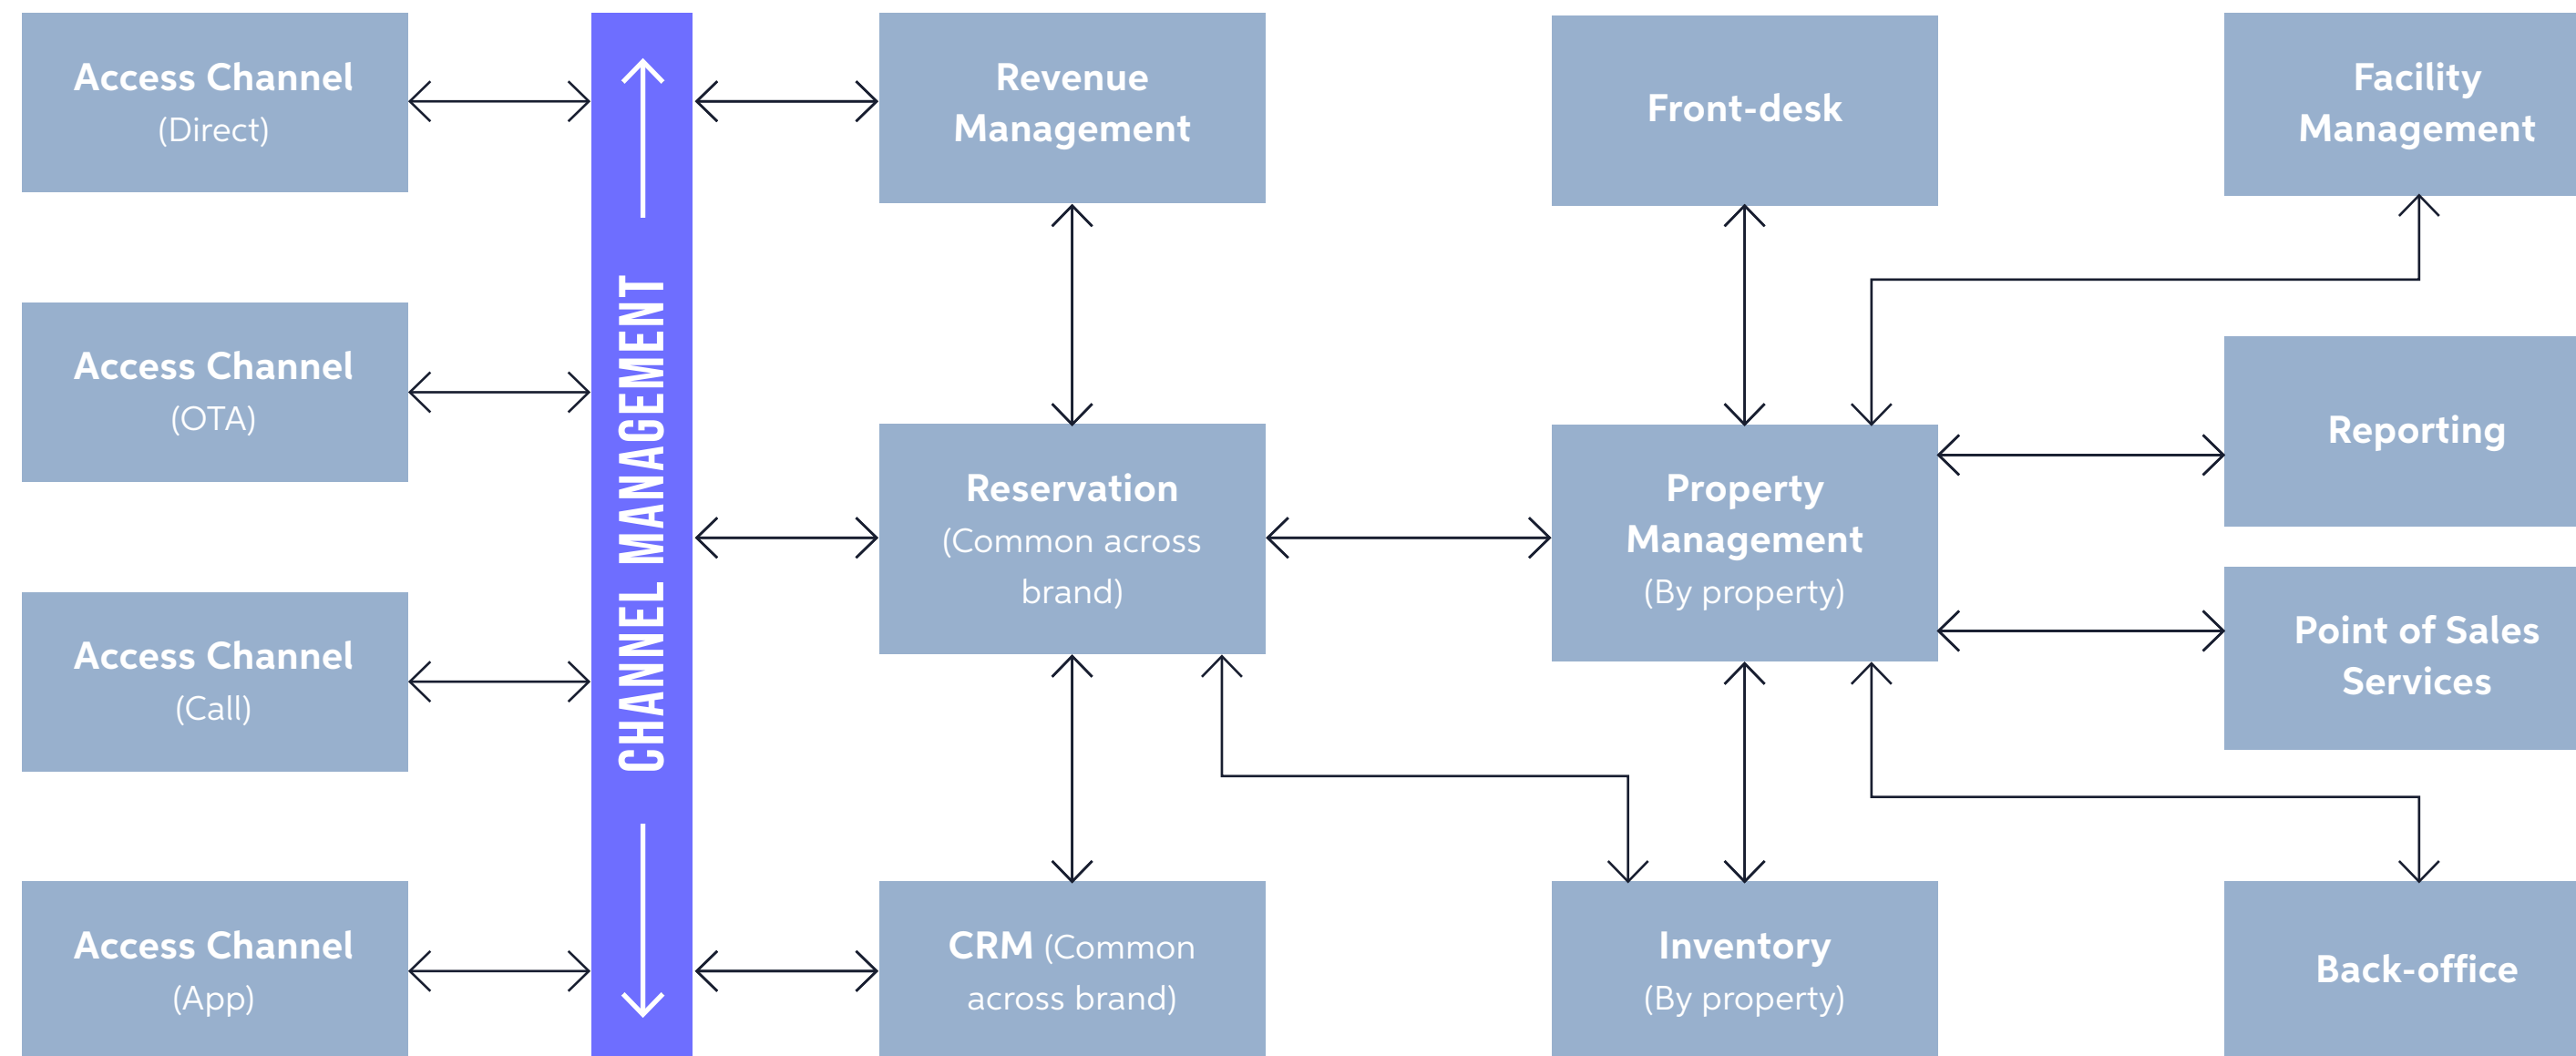 Access Channel
(Direct)
Access Channel
(OTA)
Access Channel
(Call)
Access Channel
(App)
CHANNEL MANAGEMENT
Revenue
Management
Reservation
(Common across
brand)
CRM (Common
across brand)
Front-desk
Property
Management
(By property)
Inventory
(By property)
Facility
Management
Reporting
Point of Sales
Services
Back-office